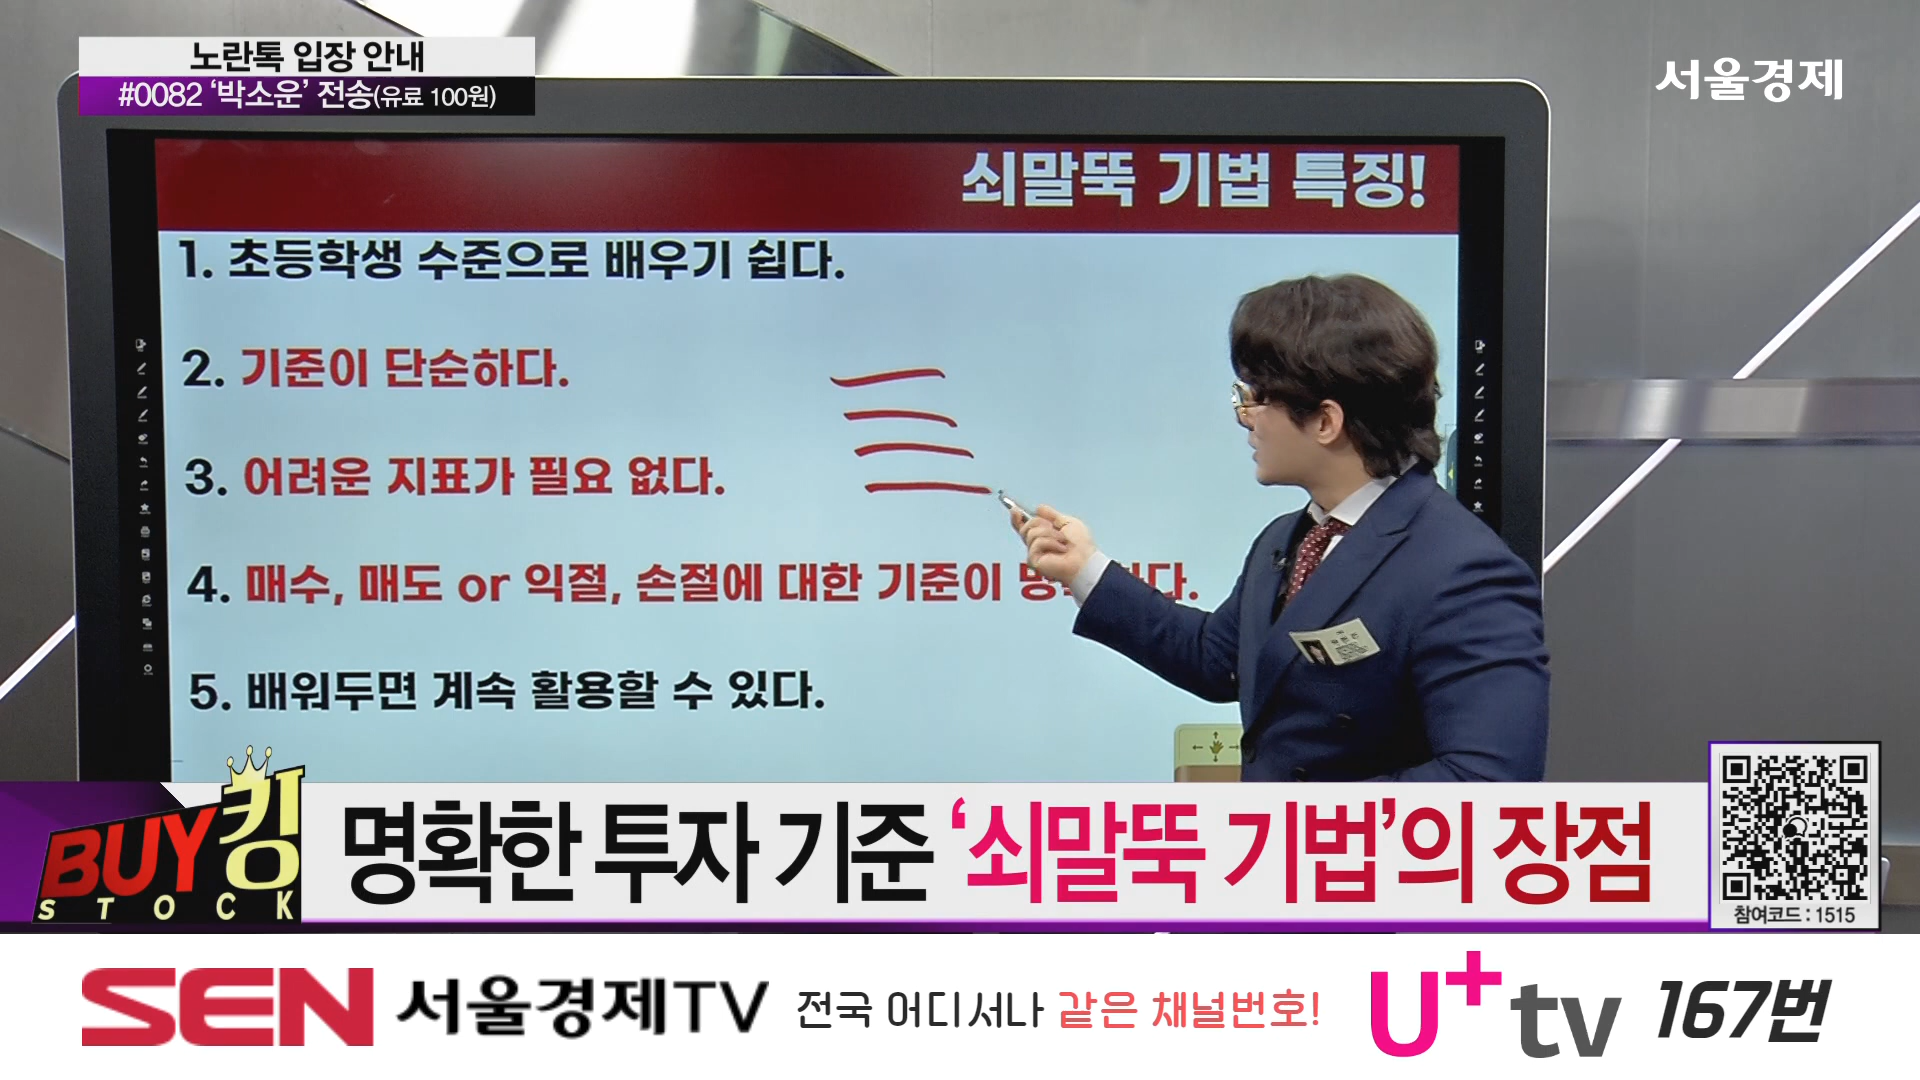 노란톡 입장 안내
#0082 ‘박소운’ 전송(유료 100원)
서울경제
쇠말뚝 기법 특징!
1. 초등학생 수준으로 배우기 쉽다.
2. 기준이 단순하다.
3. 어려운 지표가 필요 없다.
4. 매수, 매도 or 익절, 손절에 대한 기준이
5. 배워두면 계속 활용할 수 있다.
BUY킹
STOCK
명확한 투자 기준 ‘쇠말뚝 기법’의 장점
참여코드 : 1515
SEN 서울경제TV 전국 어디서나 같은 채널번호! U+tv 167번